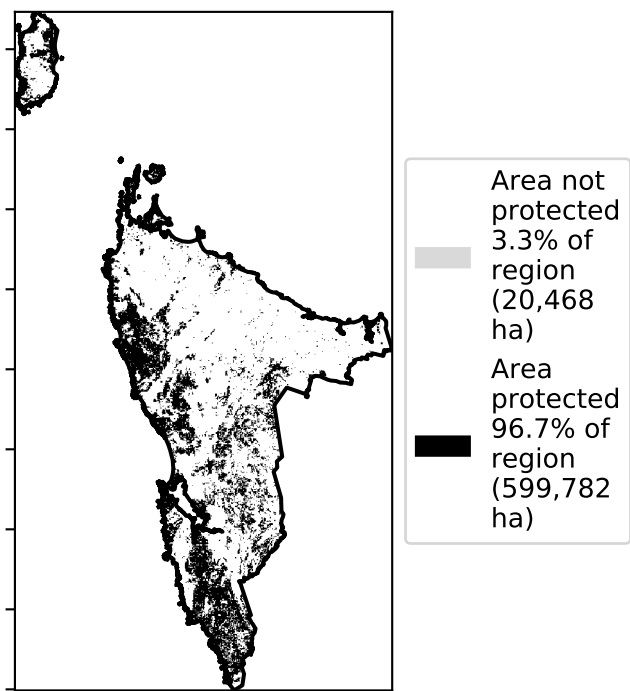 Area not
protected
3.3% of
region
(20,468
ha)
Area
protected
96.7% of
region
(599,782
ha)